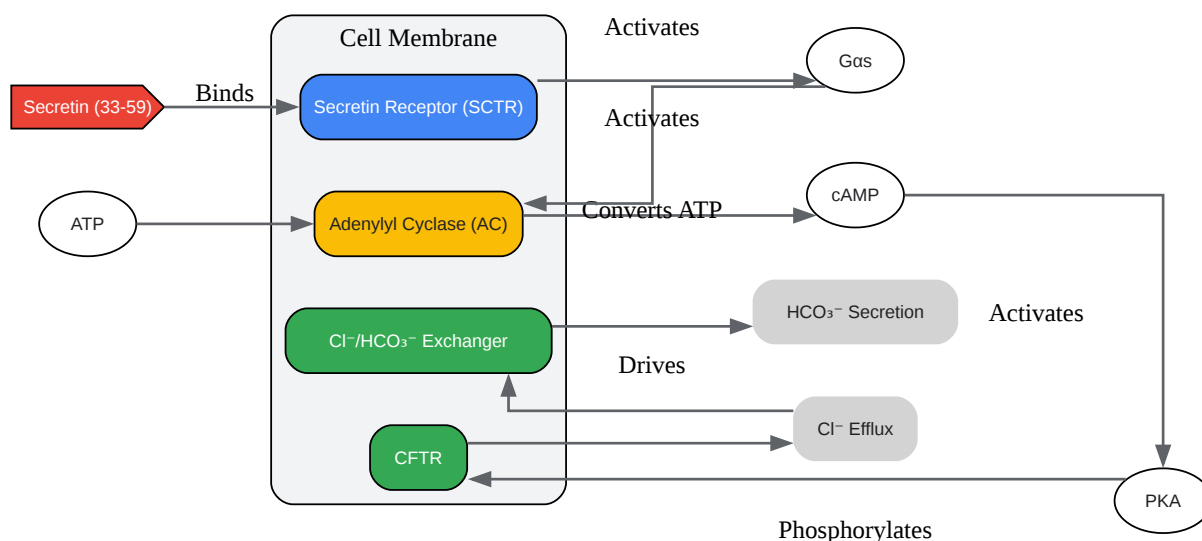 Cell Membrane
Activates
Gαs
Secretin (33-59)
Binds
Secretin Receptor (SCTR)
Activates
ATP
Adenylyl Cyclase (AC)
Converts ATP
cAMP
Cl⁻/HCO₃⁻ Exchanger
HCO₃⁻ Secretion
Activates
Drives
CFTR
Cl⁻ Efflux
PKA
Phosphorylates